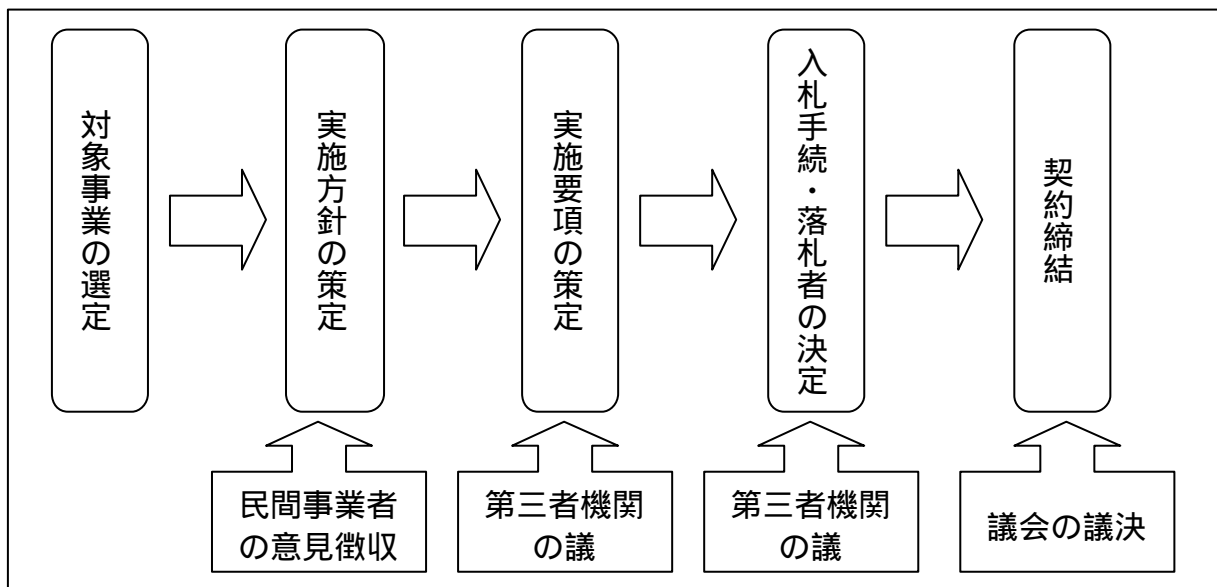 対象事業の選定
実施方針の策定
実施要項の策定
入札手続・落札者の決定
契約締結
民間事業者
の意見徴収
第三者機関
の議
第三者機関
の議
議会の議決